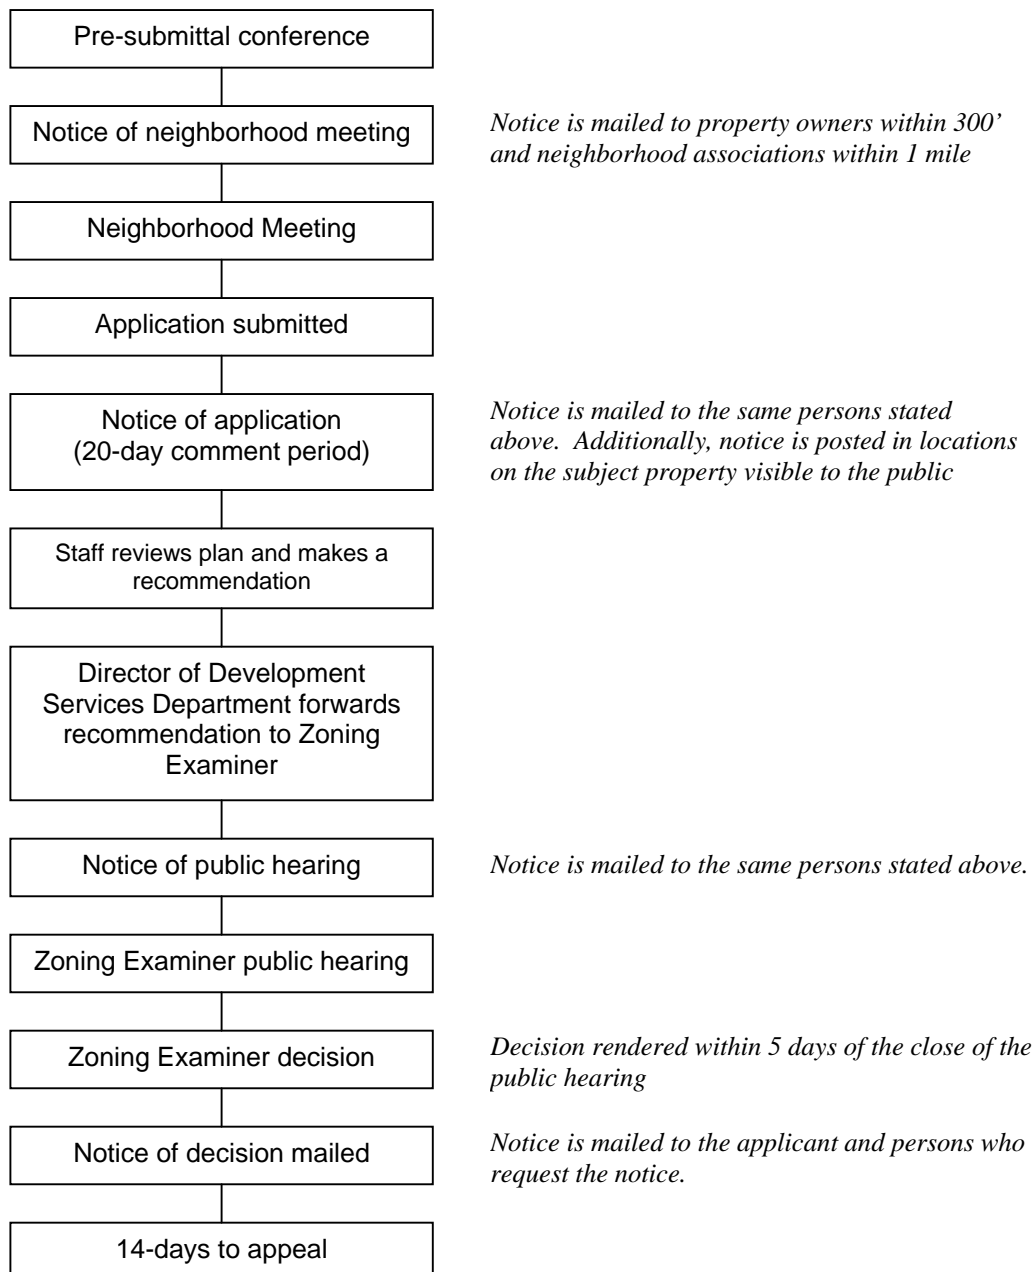 Pre-submittal conference
Notice of neighborhood meeting
Notice is mailed to property owners within 300’
and neighborhood associations within 1 mile
Neighborhood Meeting
Application submitted
Notice of application
(20-day comment period)
Notice is mailed to the same persons stated
above. Additionally, notice is posted in locations
on the subject property visible to the public
Staff reviews plan and makes a
recommendation
Director of Development
Services Department forwards
recommendation to Zoning
Examiner
Notice of public hearing
Notice is mailed to the same persons stated above.
Zoning Examiner public hearing
Zoning Examiner decision
Decision rendered within 5 days of the close of the
public hearing
Notice of decision mailed
Notice is mailed to the applicant and persons who
request the notice.
14-days to appeal